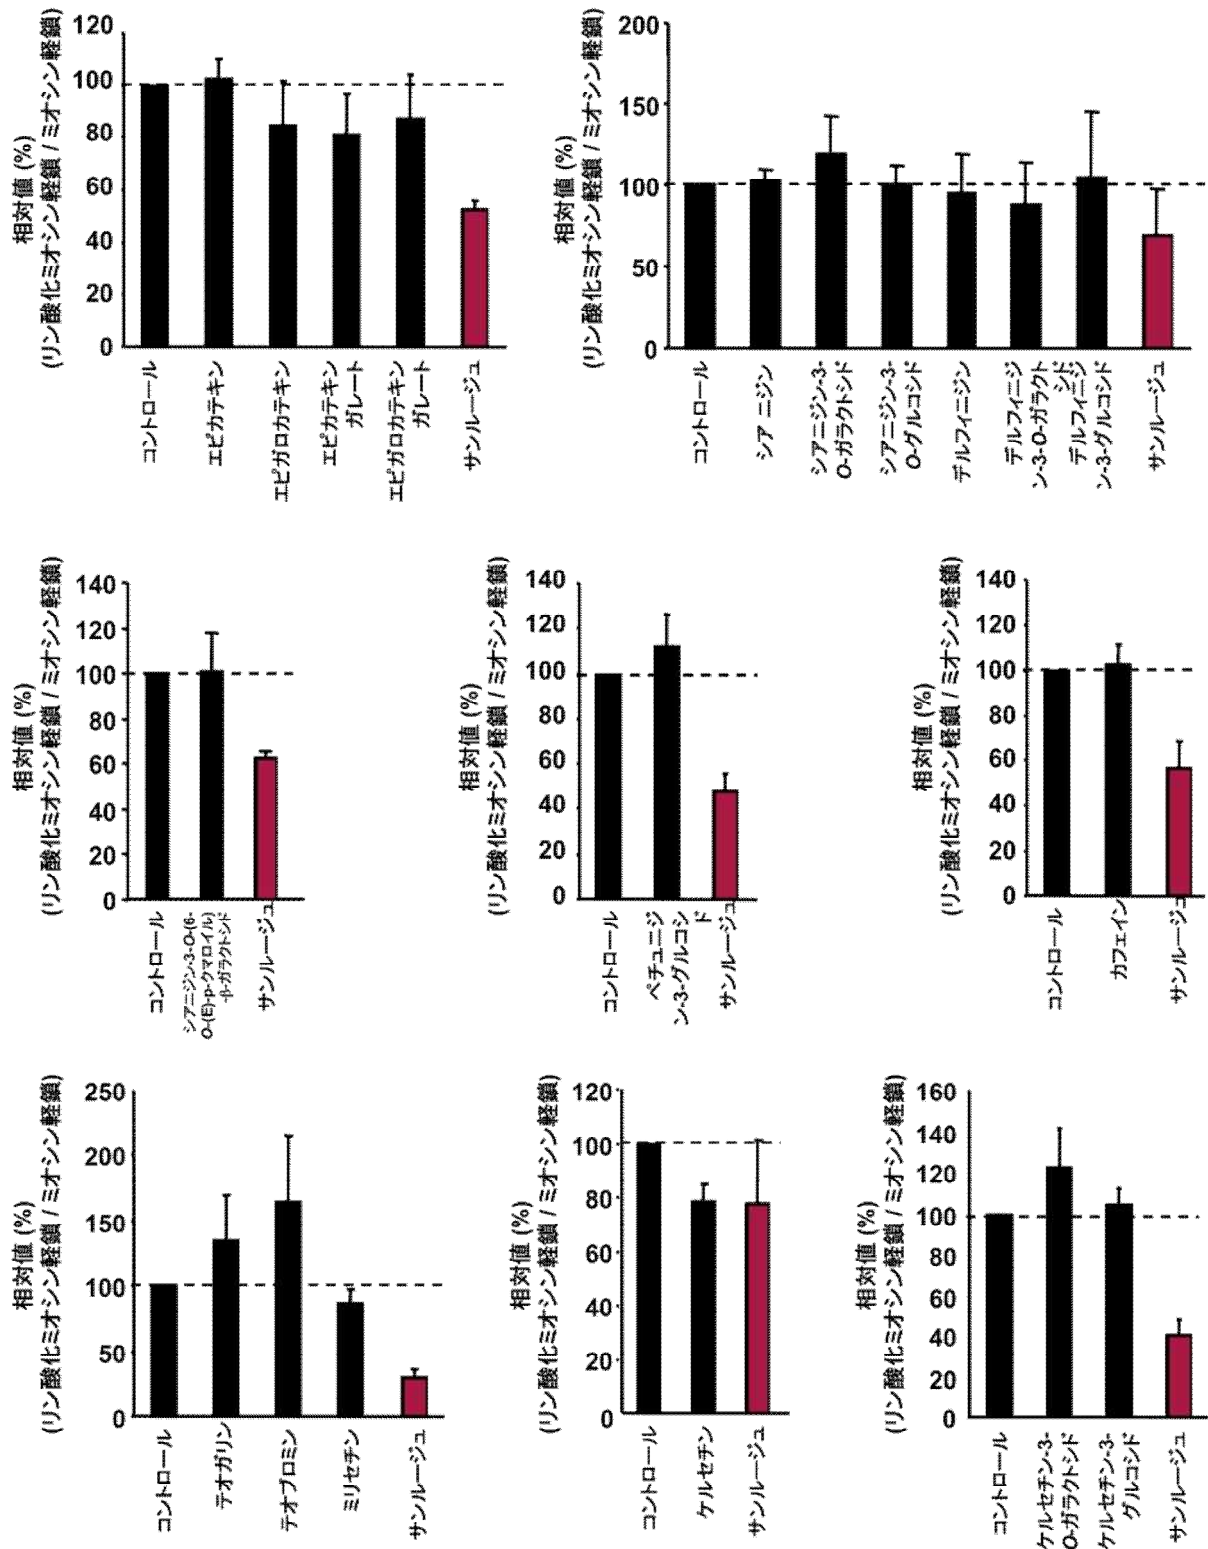 相対値 (%)
(リン酸化ミオシン軽鎖 / ミオシン軽鎖)
120
100
80
60
40
20
0
コントロール
エピカテキン
エピガロカテキン
エピカテキン
ガレート
エピガロカテキン
ガレート
サンルージュ
相対値 (%)
(リン酸化ミオシン軽鎖 / ミオシン軽鎖)
200
150
100
50
0
コントロール
シアニジン
シアニジン-3-
O-ガラクトシド
シアニジン-3-
O-グルコシド
デルフィニジン
デルフィニジ
ン-3-O-ガラクト
シド
デルフィニジ
ン-3-グルコシド
サンルージュ
相対値 (%)
(リン酸化ミオシン軽鎖 / ミオシン軽鎖)
140
120
100
80
60
40
20
0
コントロール
シアニジン-3-O-(6-
O-(E)-p-クマロイル)
-β-ガラクトシド
サンルージュ
相対値 (%)
(リン酸化ミオシン軽鎖 / ミオシン軽鎖)
140
120
100
80
60
40
20
0
コントロール
ペチュニジ
ン-3-グルコシ
ド
サンルージュ
相対値 (%)
(リン酸化ミオシン軽鎖 / ミオシン軽鎖)
140
120
100
80
60
40
20
0
コントロール
カフェイン
サンルージュ
相対値 (%)
(リン酸化ミオシン軽鎖 / ミオシン軽鎖)
250
200
150
100
50
0
コントロール
テオガリン
テオブロミン
ミリセチン
サンルージュ
相対値 (%)
(リン酸化ミオシン軽鎖 / ミオシン軽鎖)
120
100
80
60
40
20
0
コントロール
ケルセチン
サンルージュ
相対値 (%)
(リン酸化ミオシン軽鎖 / ミオシン軽鎖)
160
140
120
100
80
60
40
20
0
コントロール
ケルセチン-3-
O-ガラクトシド
ケルセチン-3-
グルコシド
サンルージュ